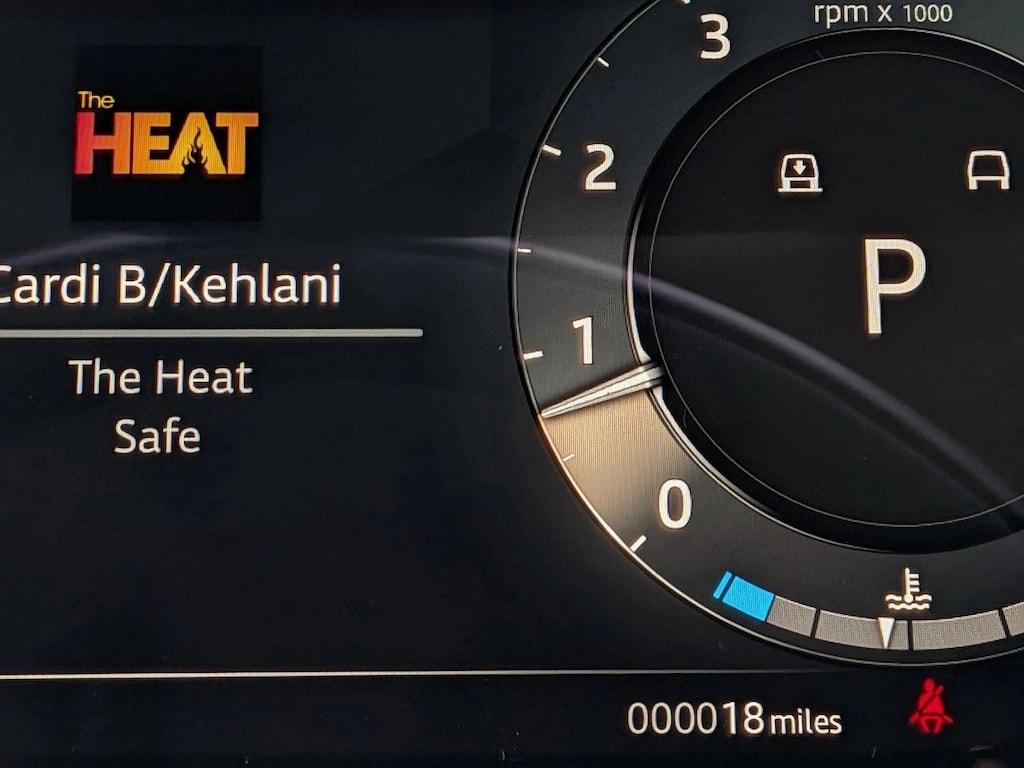 The
HEAT
Cardi B/Kehlani
The Heat
Safe
rpm x 1000
3
2
1
0
P
000018 miles